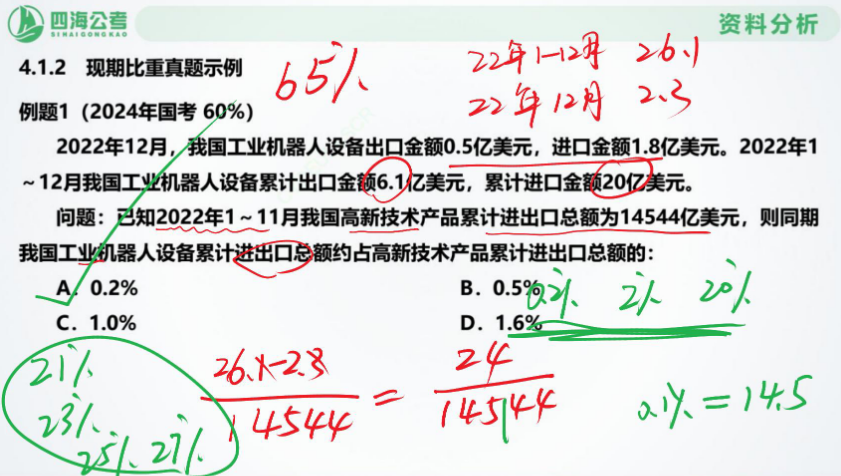 四海公考
SIHAIGONGKAO
资料分析
4.1.2 现期比重真题示例
65%
22年1-12月 26.1
22年12月 2.3
例题1（2024年国考 60%）
2022年12月，我国工业机器人设备出口金额0.5亿美元，进口金额1.8亿美元。2022年1
～12月我国工业机器人设备累计出口金额6.1亿美元，累计进口金额20亿美元。
问题：已知2022年1～11月我国高新技术产品累计进出口总额为14544亿美元，则同期
我国工业机器人设备累计进出口总额约占高新技术产品累计进出口总额的：
A．0.2%
B．0.5%
C．1.0%
D．1.6%
0.2% 2% 20%
21%
23%
25% 27%
26.1-2.3
14544
=
24
14544
0.1%=14.5